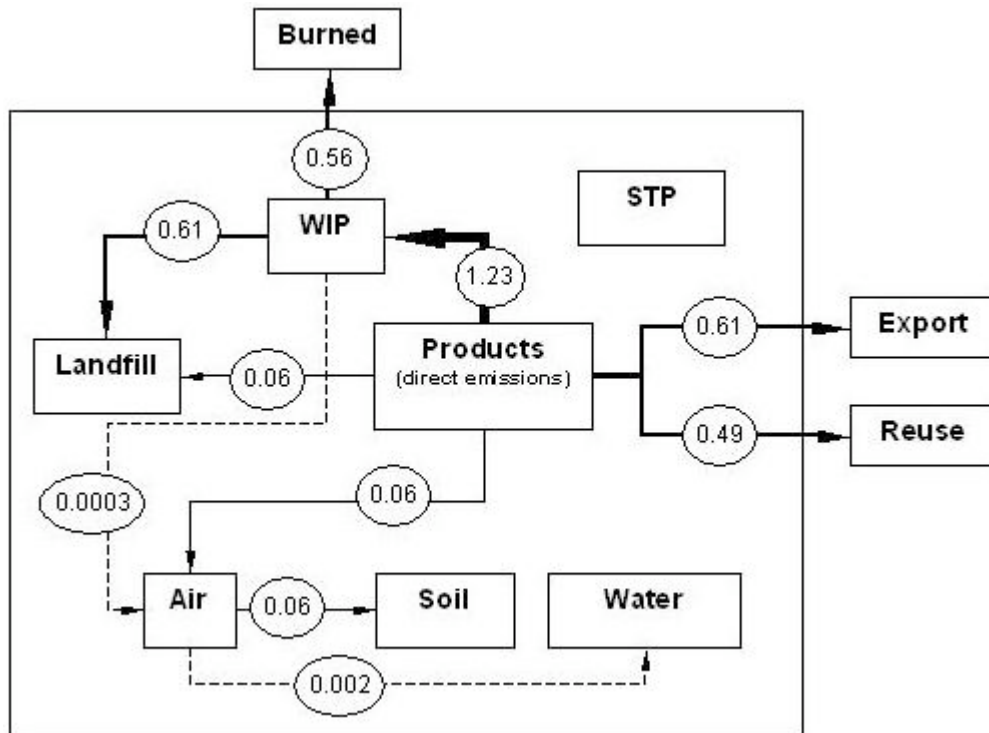 Burned
0.56
STP
WIP
0.61
1.23
0.61
Export
Products
(direct emissions)
Landfill
0.06
0.49
Reuse
0.06
0.0003
Air
0.06
Soil
Water
0.002